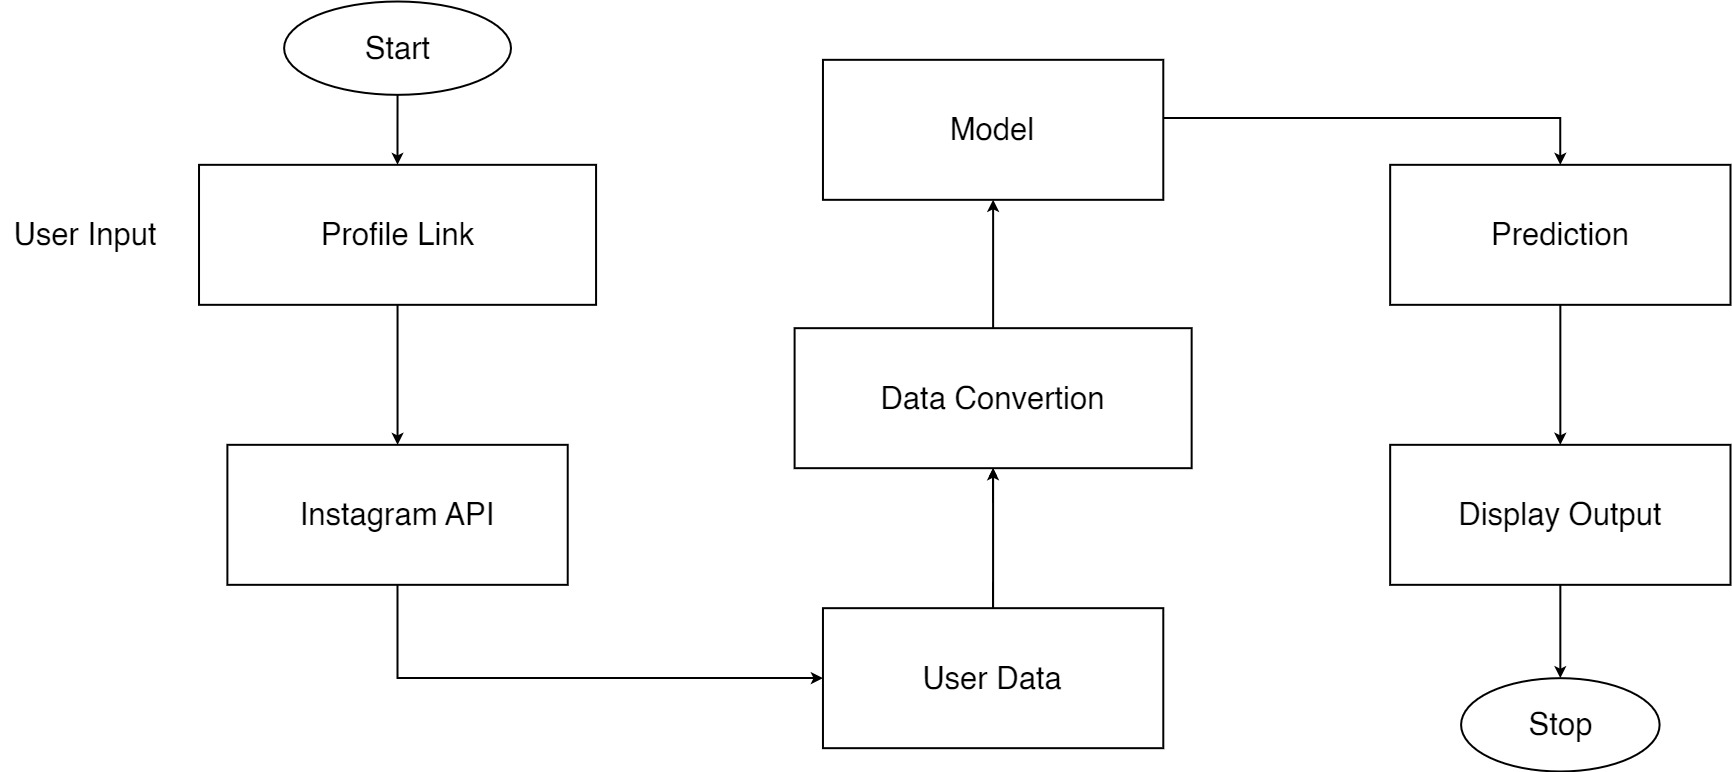 Start
User Input
Profile Link
Instagram API
User Data
Data Convertion
Model
Prediction
Display Output
Stop